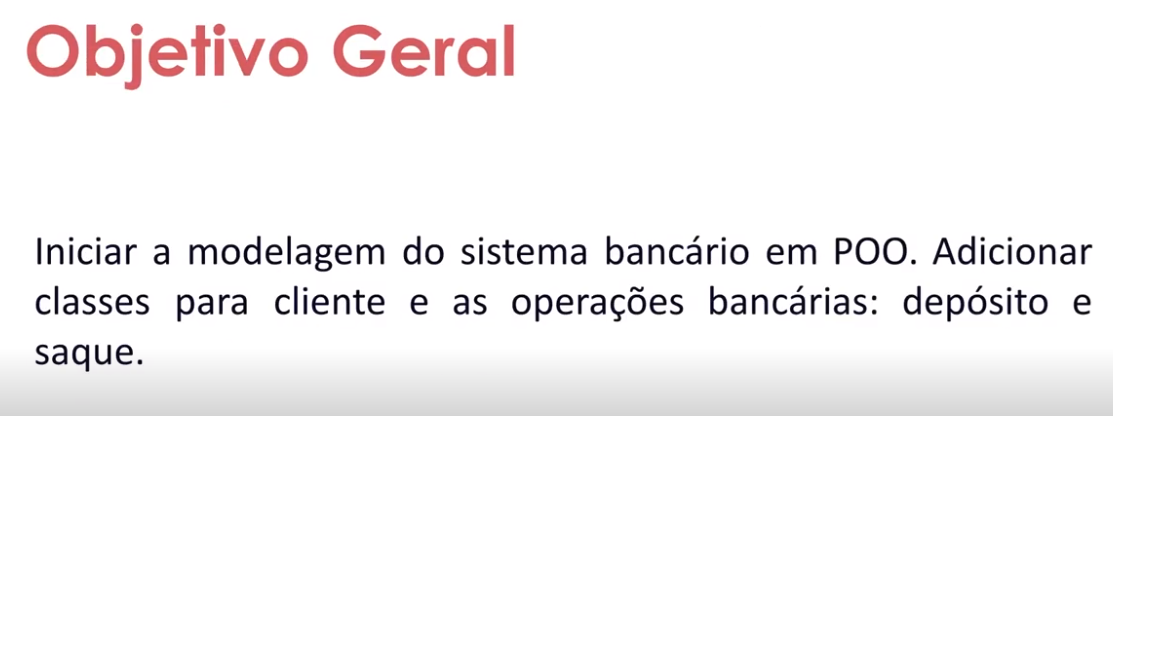 Objetivo Geral
Iniciar a modelagem do sistema bancário em POO. Adicionar
classes para cliente e as operações bancárias: depósito e
saque.